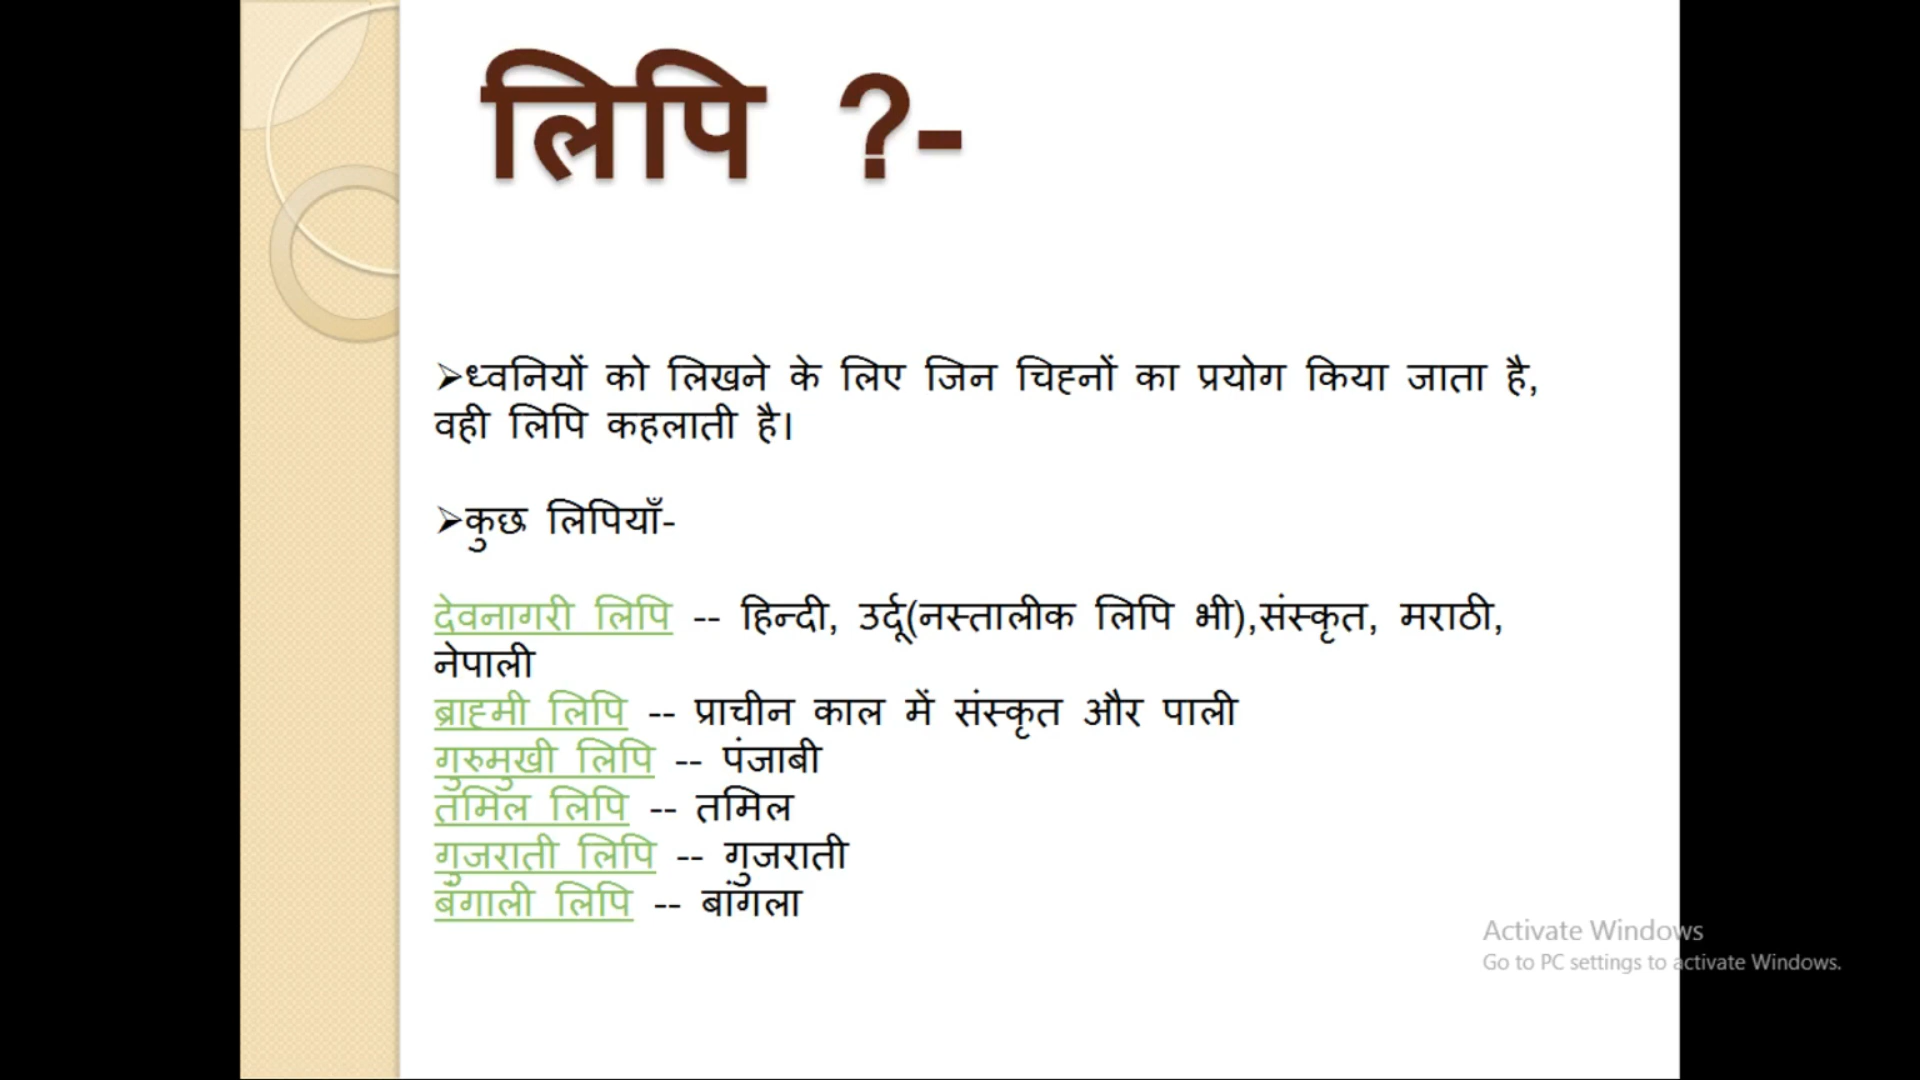 लिपि ?-
➢ध्वनियों को लिखने के लिए जिन चिह्नों का प्रयोग किया जाता है,
वही लिपि कहलाती है।
➢कुछ लिपियाँ-
देवनागरी लिपि -- हिन्दी, उर्दू(नस्तालीक लिपि भी),संस्कृत, मराठी,
नेपाली
ब्राह्मी लिपि -- प्राचीन काल में संस्कृत और पाली
गुरुमुखी लिपि -- पंजाबी
तमिल लिपि -- तमिल
गुजराती लिपि -- गुजराती
बंगाली लिपि -- बांगला
Activate Windows
Go to PC settings to activate Windows.